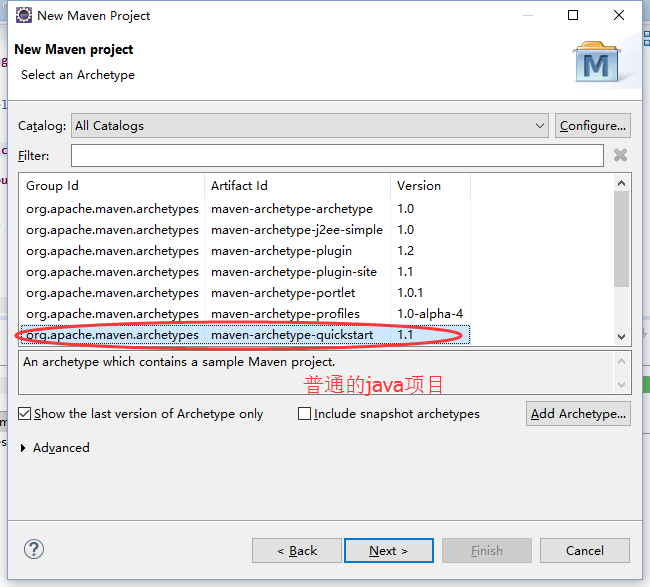 New Maven Project
New Maven project
Select an Archetype
Catalog: All Catalogs Configure...
Filter:
Group Id Artifact Id Version
org.apache.maven.archetypes maven-archetype-archetype 1.0
org.apache.maven.archetypes maven-archetype-j2ee-simple 1.0
org.apache.maven.archetypes maven-archetype-plugin 1.2
org.apache.maven.archetypes maven-archetype-plugin-site 1.1
org.apache.maven.archetypes maven-archetype-portlet 1.0.1
org.apache.maven.archetypes maven-archetype-profiles 1.0-alpha-4
org.apache.maven.archetypes maven-archetype-quickstart 1.1
An archetype which contains a sample Maven project.
普通的java项目
Show the last version of Archetype only Include snapshot archetypes Add Archetype...
Advanced
? < Back Next > Finish Cancel